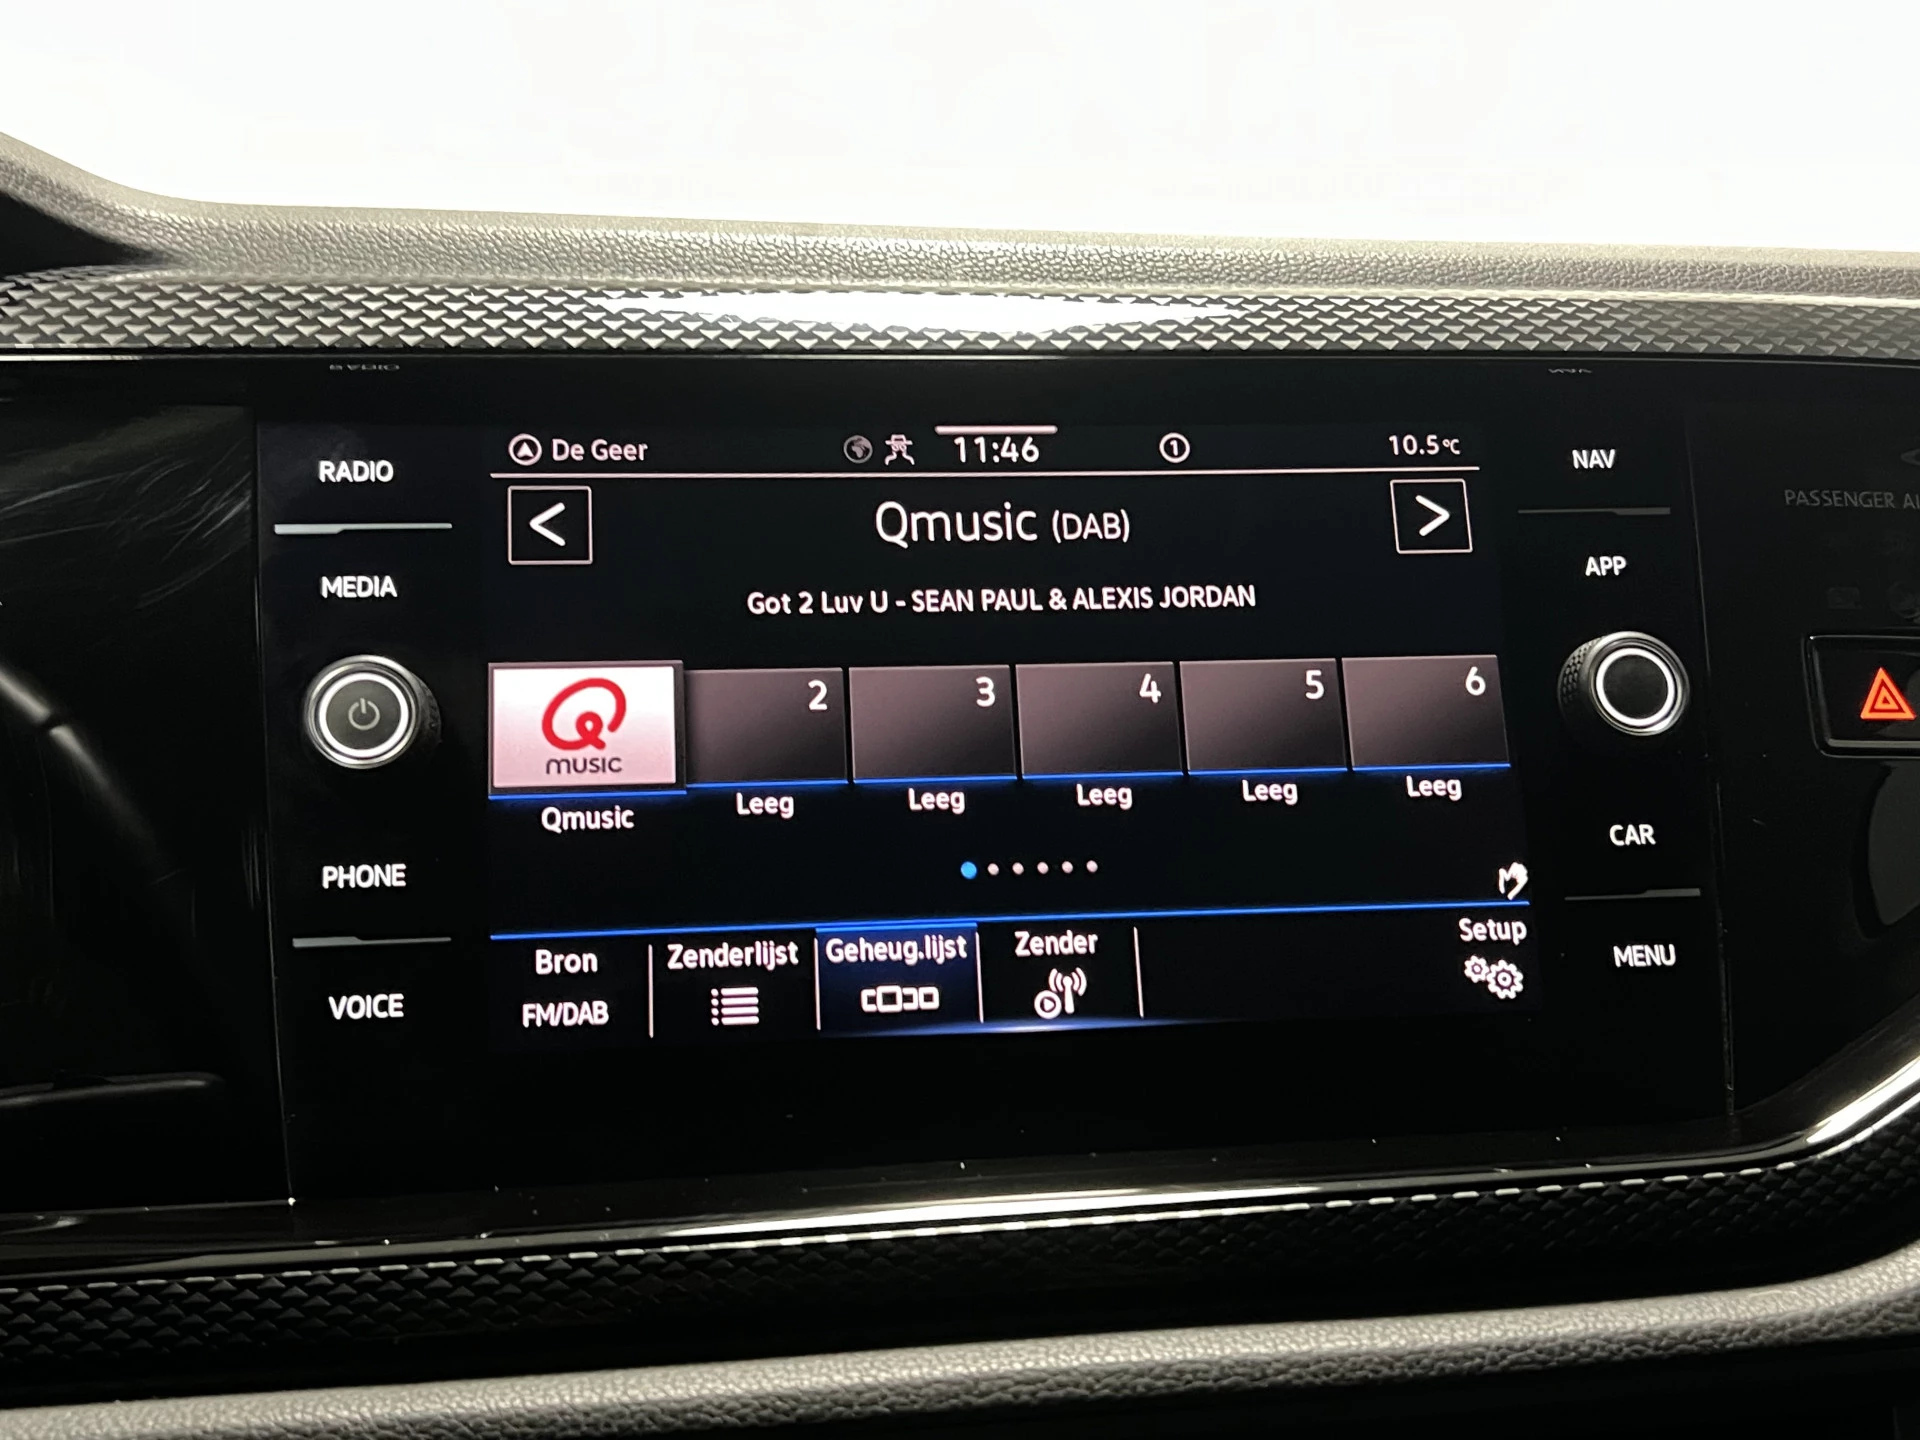 RADIO
MEDIA
PHONE
VOICE
De Geer
11:46
1
10.5°C
<
Qmusic (DAB)
>
Got 2 Luv U - SEAN PAUL & ALEXIS JORDAN
Q
MUSIC
2
3
4
5
6
Qmusic
Leeg
Leeg
Leeg
Leeg
Leeg
Bron
FM/DAB
Zenderlijst
Geheug.lijst
Zender
Setup
NAV
APP
CAR
MENU
PASSENGER